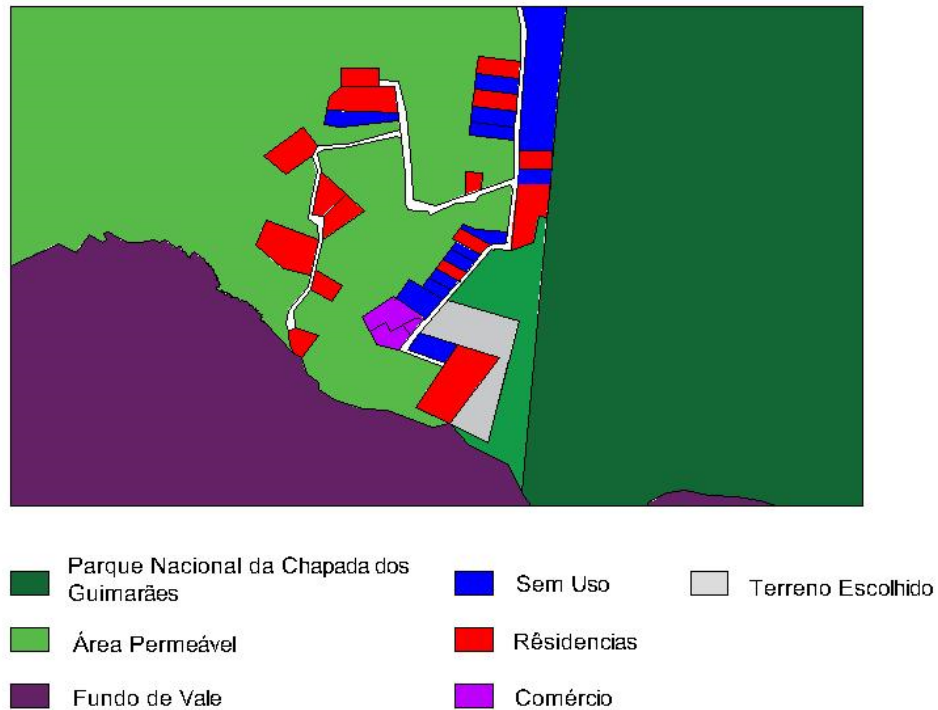 Parque Nacional da Chapada dos
Guimarães
Área Permeável
Fundo de Vale
Sem Uso
Rêsidencias
Comércio
Terreno Escolhido